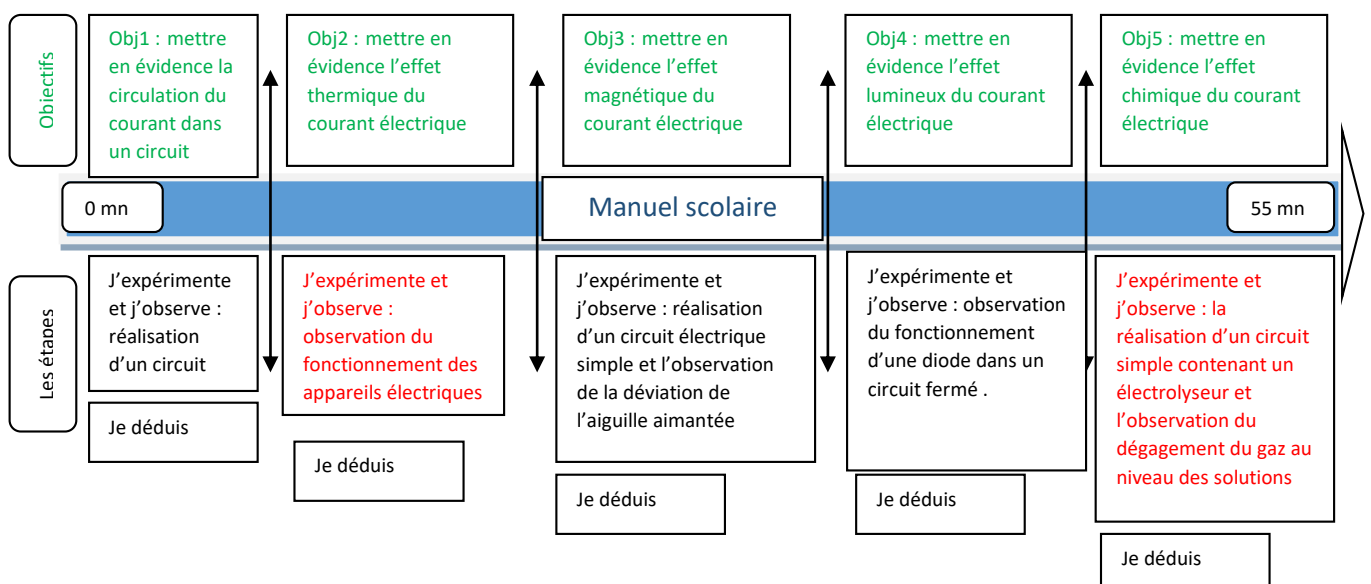 Objectifs
Obj1 : mettre
en évidence la
circulation du
courant dans
un circuit
Obj2 : mettre en
évidence l’effet
thermique du
courant électrique
Obj3 : mettre en
évidence l’effet
magnétique du
courant électrique
Obj4 : mettre en
évidence l’effet
lumineux du courant
électrique
Obj5 : mettre en
évidence l’effet
chimique du courant
électrique
0 mn
Manuel scolaire
55 mn
Les étapes
J’expérimente
et j’observe :
réalisation
d’un circuit
J’expérimente et
j’observe :
observation du
fonctionnement des
appareils électriques
J’expérimente et
j’observe : réalisation
d’un circuit électrique
simple et l’observation
de la déviation de
l’aiguille aimantée
J’expérimente et
j’observe : observation
du fonctionnement
d’une diode dans un
circuit fermé .
J’expérimente et
j’observe : la
réalisation d’un circuit
simple contenant un
électrolyseur et
l’observation du
dégagement du gaz au
niveau des solutions
Je déduis
Je déduis
Je déduis
Je déduis
Je déduis